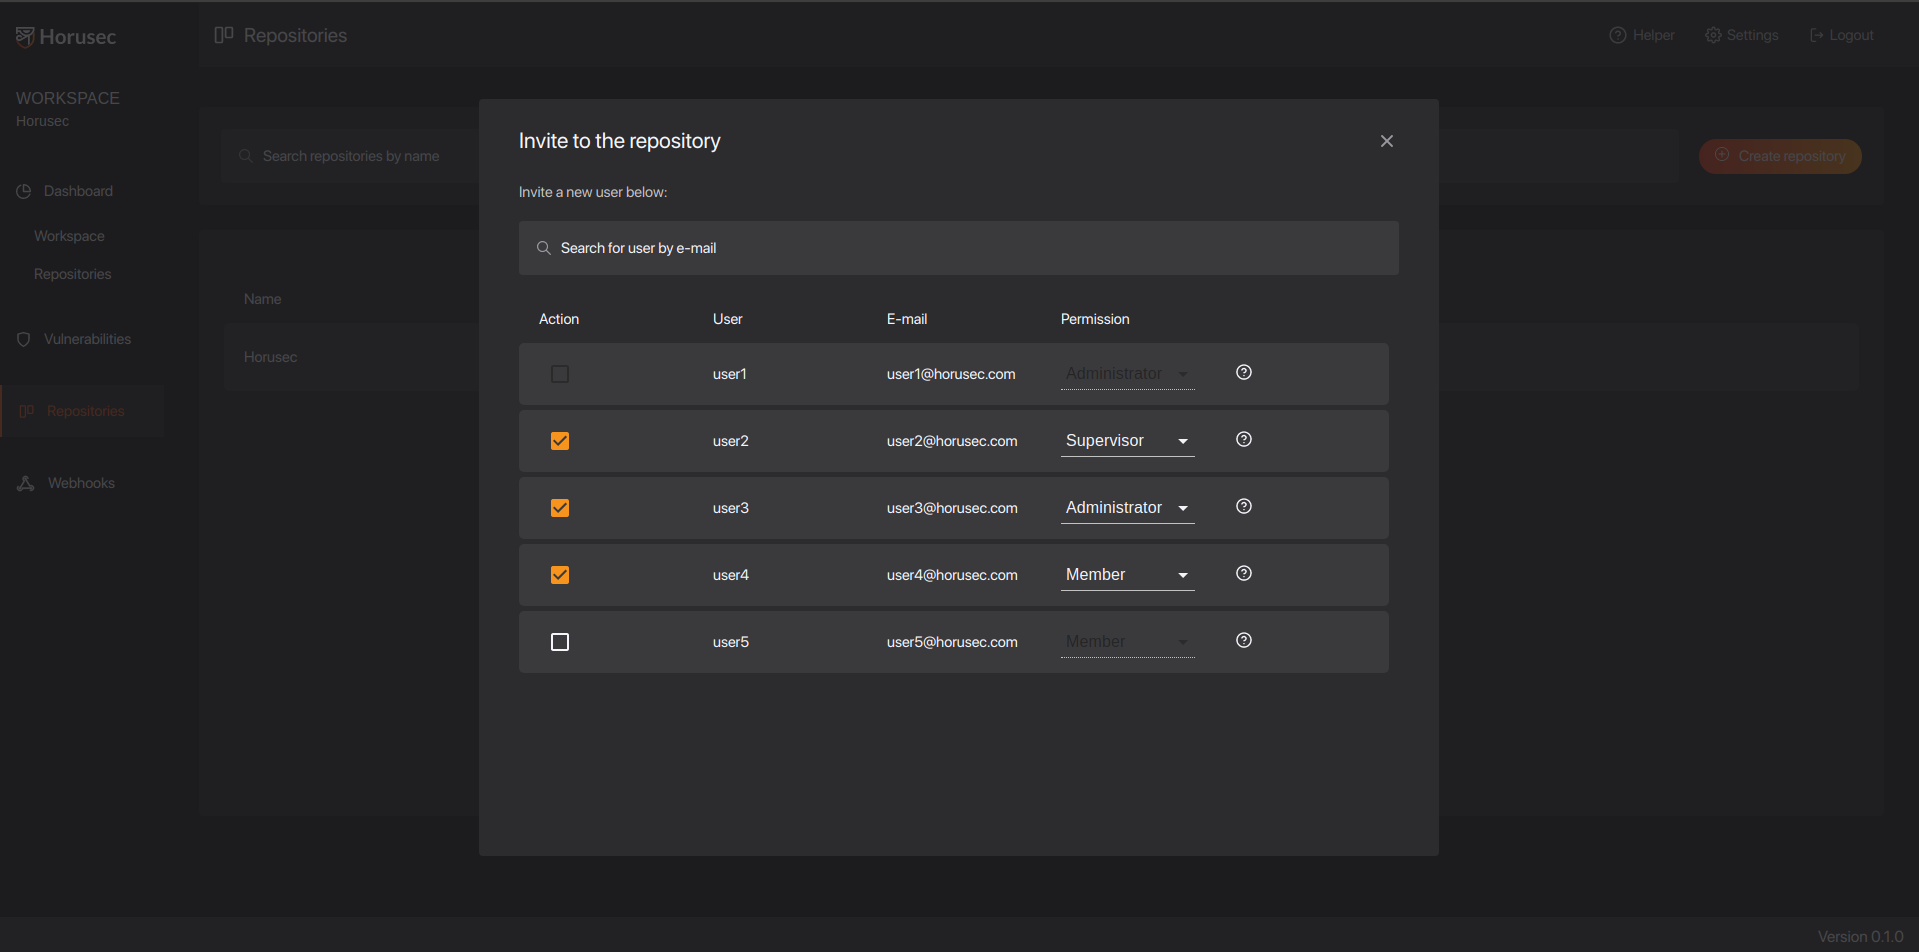 Horusec
Repositories
Helper
Settings
Logout
WORKSPACE
Horusec
Search repositories by name
Create repository
Dashboard
Workspace
Repositories
Vulnerabilities
Repositories
Webhooks
Name
Horusec
Invite to the repository
Invite a new user below:
Search for user by e-mail
Action User E-mail Permission
user1 user1@horusec.com Administrator
user2 user2@horusec.com Supervisor
user3 user3@horusec.com Administrator
user4 user4@horusec.com Member
user5 user5@horusec.com Member
Version 0.1.0